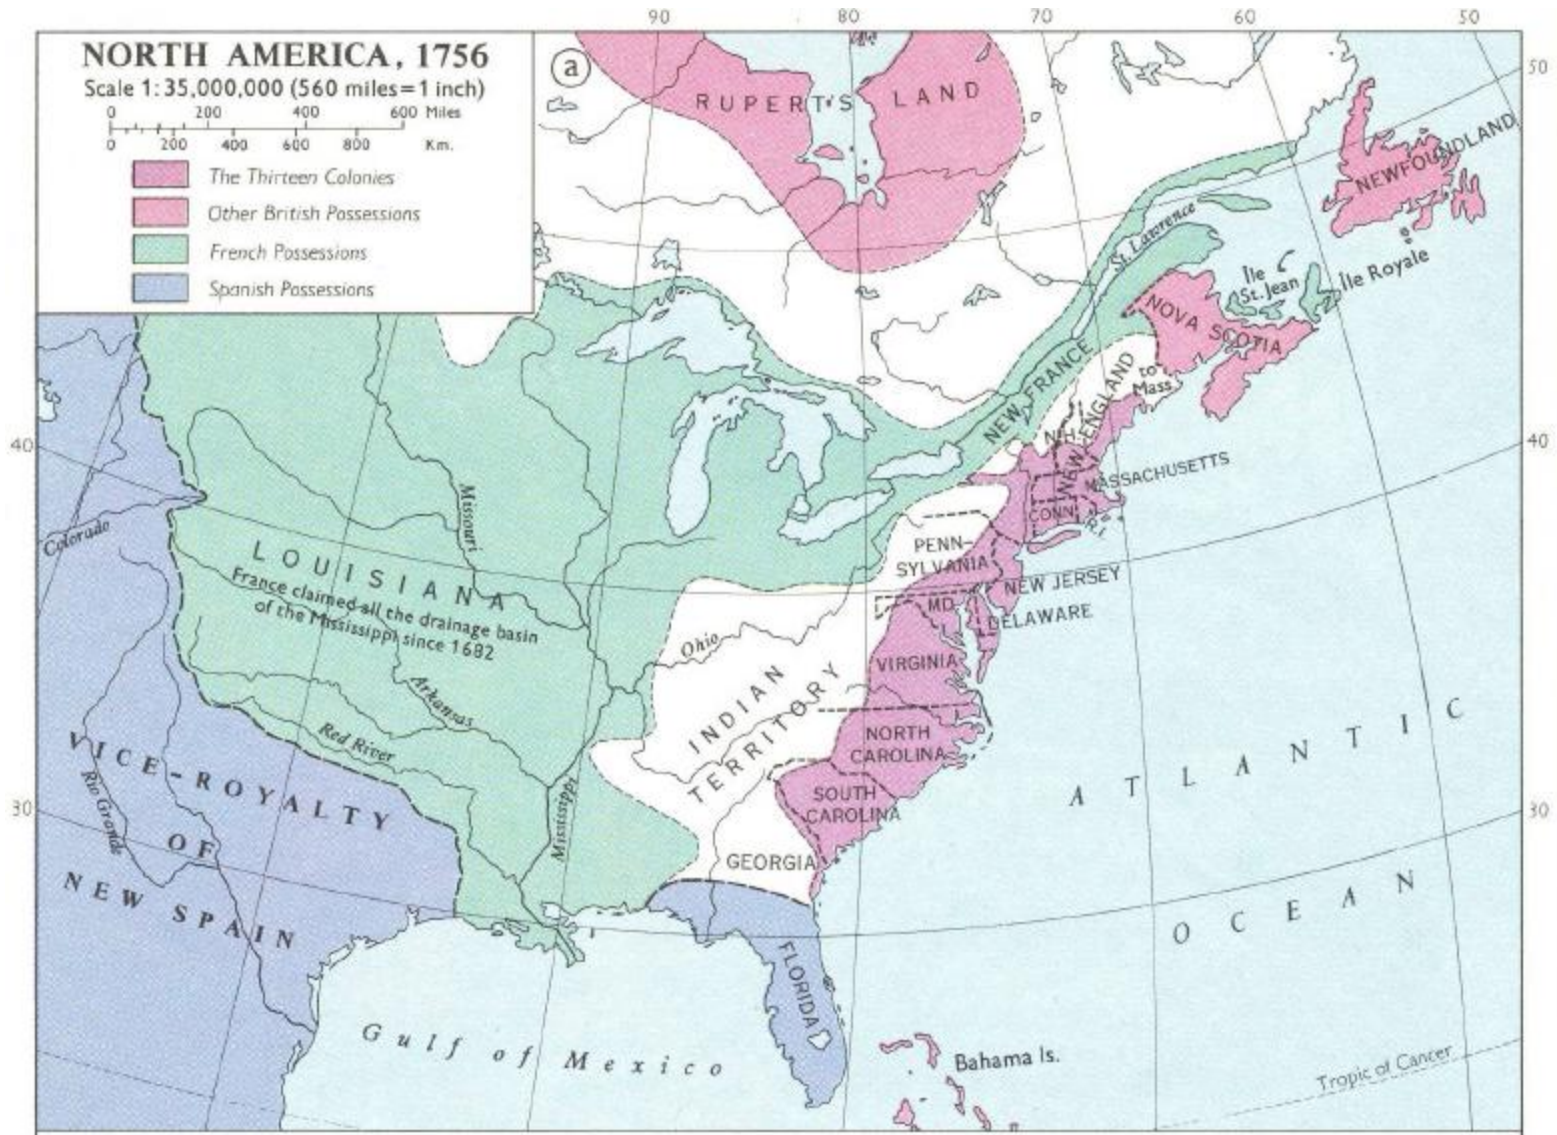 90 80 70 60 50
NORTH AMERICA, 1756
Scale 1:35,000,000 (560 miles=1 inch)
0 200 400 600 Miles
0 200 400 600 800 Km.
The Thirteen Colonies
Other British Possessions
French Possessions
Spanish Possessions
a
RUPERT'S LAND
50
NEWFOUNDLAND
St. Lawrence
Ile
St. Jean
Île Royale
NOVA SCOTIA
NEW FRANCE
to
Mass.
NEW ENGLAND
N.H.
40
40
MASSACHUSETTS
CONN.
R.I.
Missouri
Colorado
LOUISIANA
France claimed all the drainage basin
of the Mississippi since 1682
PENN-
SYLVANIA
NEW JERSEY
MD.
DELAWARE
Ohio
VIRGINIA
INDIAN
TERRITORY
Arkansas
Red River
NORTH
CAROLINA
ATLANTIC
OCEAN
VICE-ROYALTY
OF
NEW SPAIN
Rio Grande
Mississippi
SOUTH
CAROLINA
30
30
GEORGIA
FLORIDA
Gulf of Mexico
Bahama Is.
Tropic of Cancer